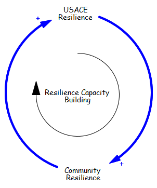 USACE
Resilience
+
Resilience Capacity
Building
+
Community
Resilience